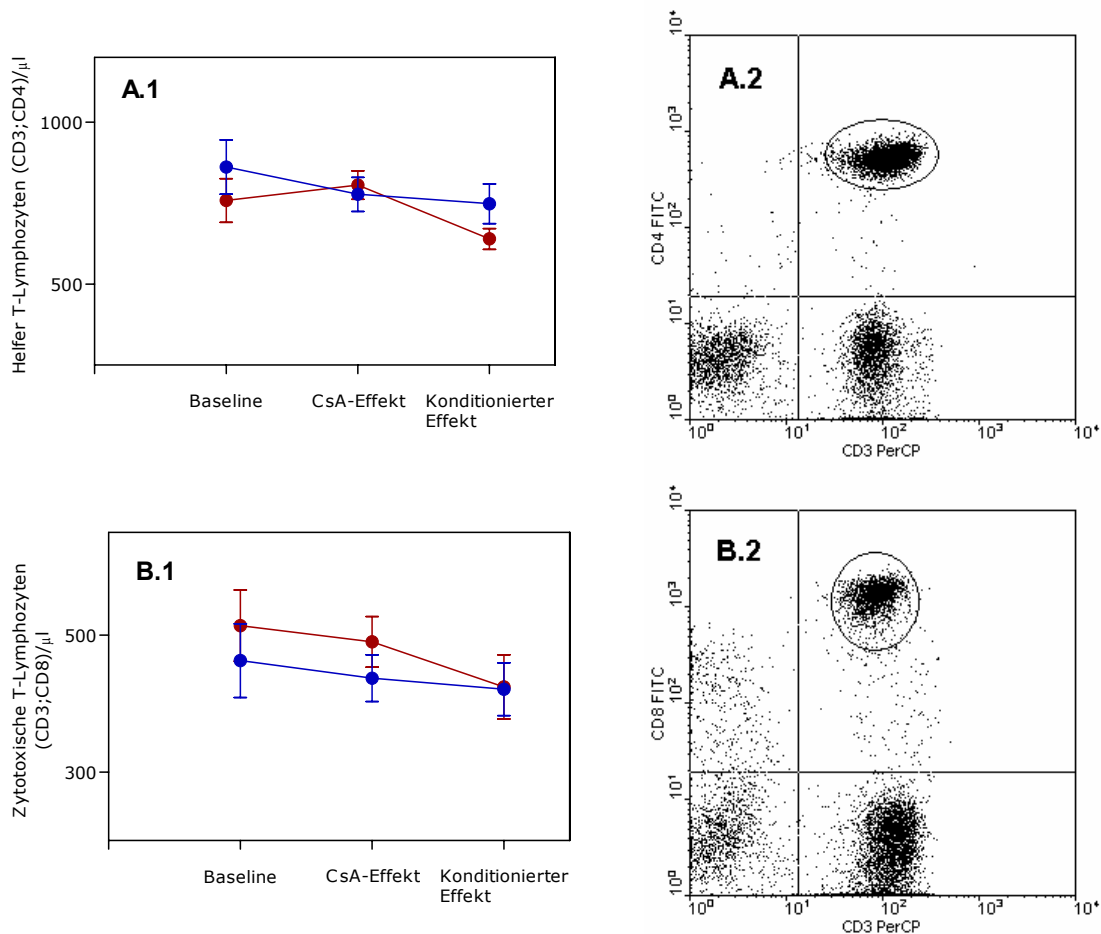 A.1
Helfer T-Lymphozyten (CD3;CD4)/µl
1000
500
Baseline
CsA-Effekt
Konditionierter
Effekt
A.2
CD4 FITC
10⁴
10³
10²
10¹
10⁰
10⁰ 10¹ 10² 10³ 10⁴
CD3 PerCP
B.1
Zytotoxische T-Lymphozyten
(CD3;CD8)/µl
500
300
Baseline
CsA-Effekt
Konditionierter
Effekt
B.2
CD8 FITC
10⁴
10³
10²
10¹
10⁰
10⁰ 10¹ 10² 10³ 10⁴
CD3 PerCP